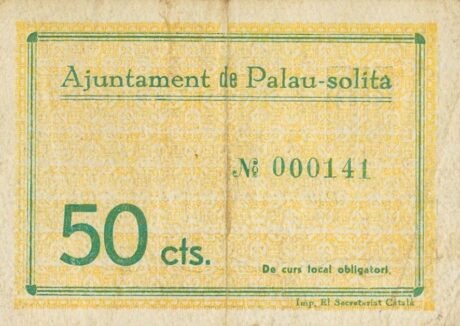 Ajuntament de Palau-solità
№ 000141
50 cts.
De curs local obligatori.
Imp. El Secretariat Català